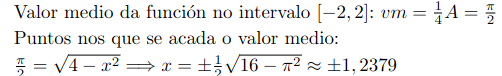 Valor medio da función no intervalo [−2, 2]: vm = 1/4 A = π/2
Puntos nos que se acada o valor medio:
π/2 = √(4 − x²) ⟹ x = ±1/2 √(16 − π²) ≈ ±1, 2379